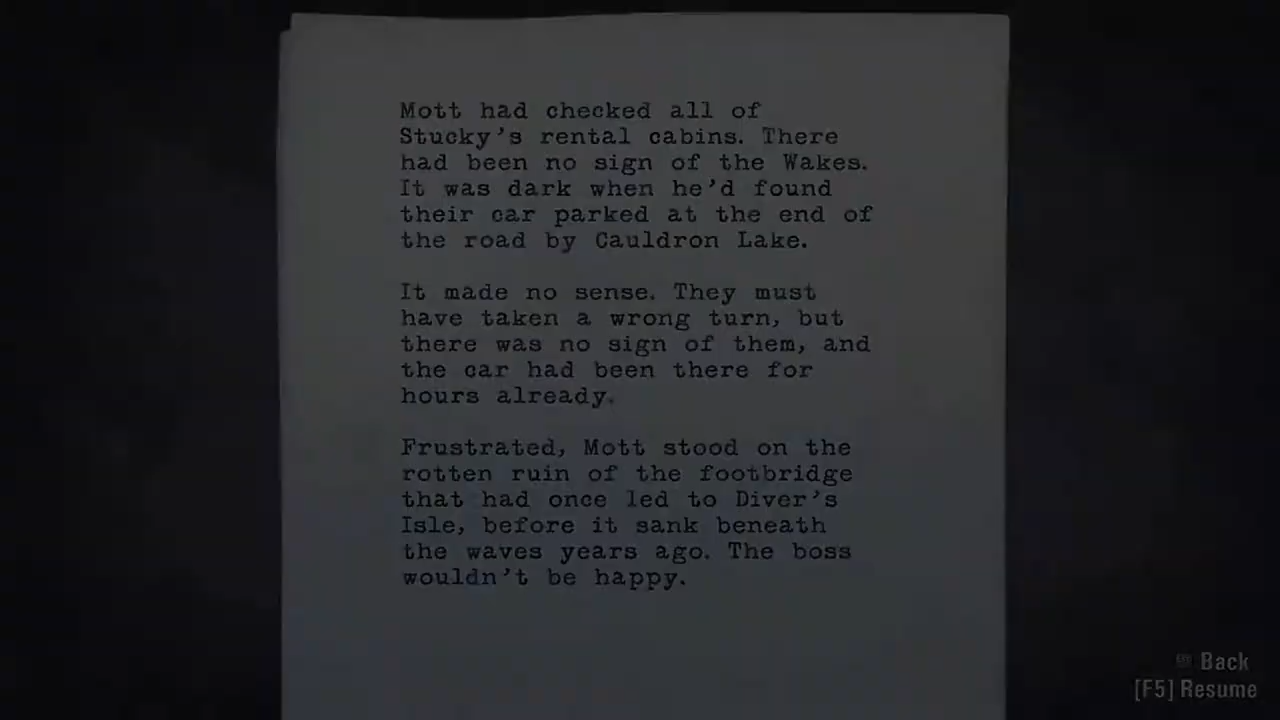 Mott had checked all of
Stucky's rental cabins. There
had been no sign of the Wakes.
It was dark when he'd found
their car parked at the end of
the road by Cauldron Lake.
It made no sense. They must
have taken a wrong turn, but
there was no sign of them, and
the car had been there for
hours already.
Frustrated, Mott stood on the
rotten ruin of the footbridge
that had once led to Diver's
Isle, before it sank beneath
the waves years ago. The boss
wouldn't be happy.
Back
[F5] Resume